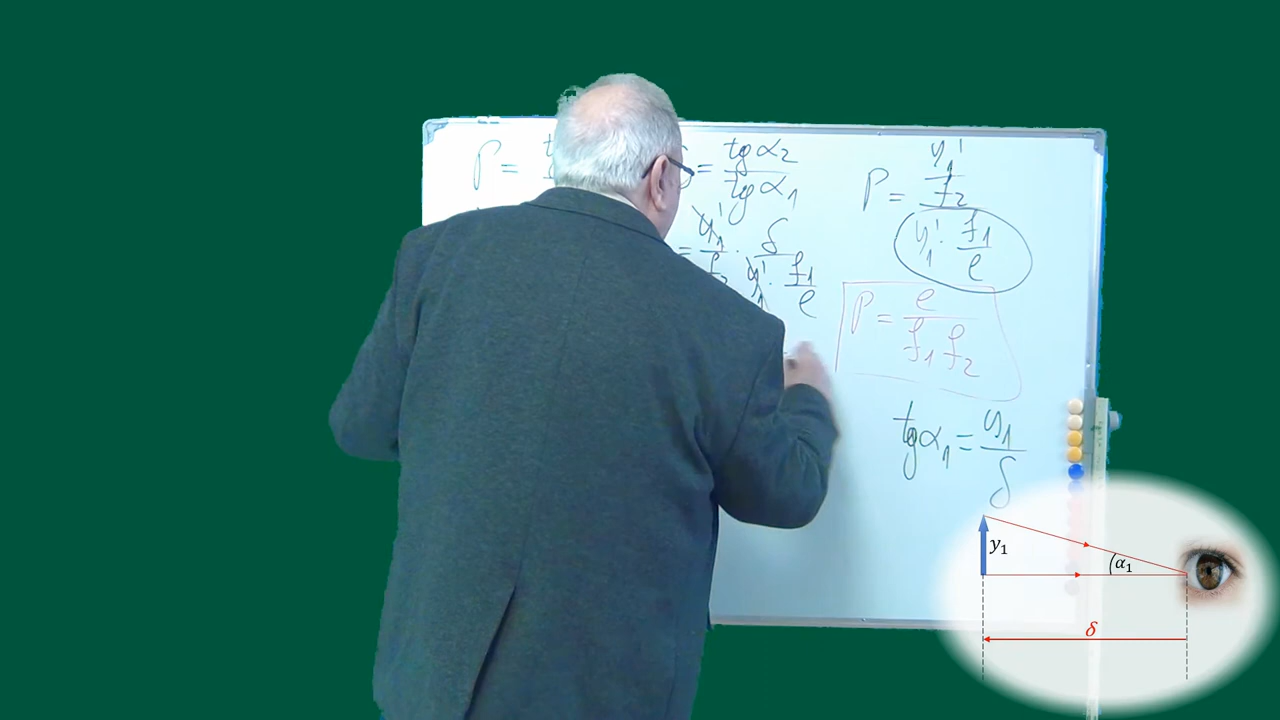 P = t
= tgα₂ / tgα₁
= y₁' / f₂ · δ / y₁' · f₁ / e
P = y₁' / f₂ / y₁' · f₁ / e
P = e / f₁ f₂
tgα₁ = y₁ / δ
y₁
α₁
δ